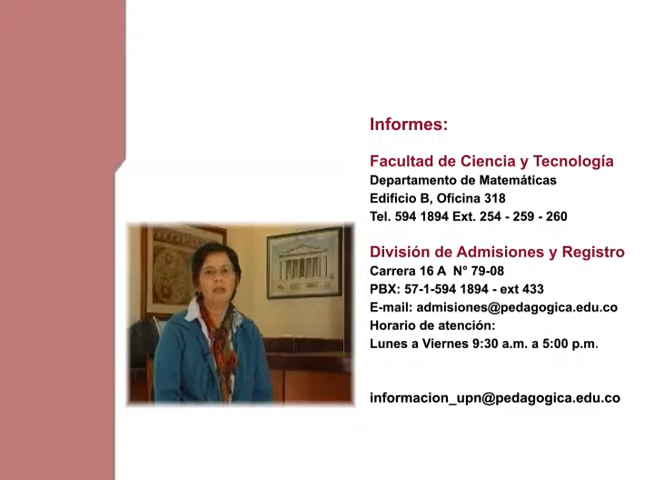 Informes:
Facultad de Ciencia y Tecnología
Departamento de Matemáticas
Edificio B, Oficina 318
Tel. 594 1894 Ext. 254 - 259 - 260
División de Admisiones y Registro
Carrera 16 A  N° 79-08
PBX: 57-1-594 1894 - ext 433
E-mail: admisiones@pedagogica.edu.co
Horario de atención:
Lunes a Viernes 9:30 a.m. a 5:00 p.m.
informacion_upn@pedagogica.edu.co